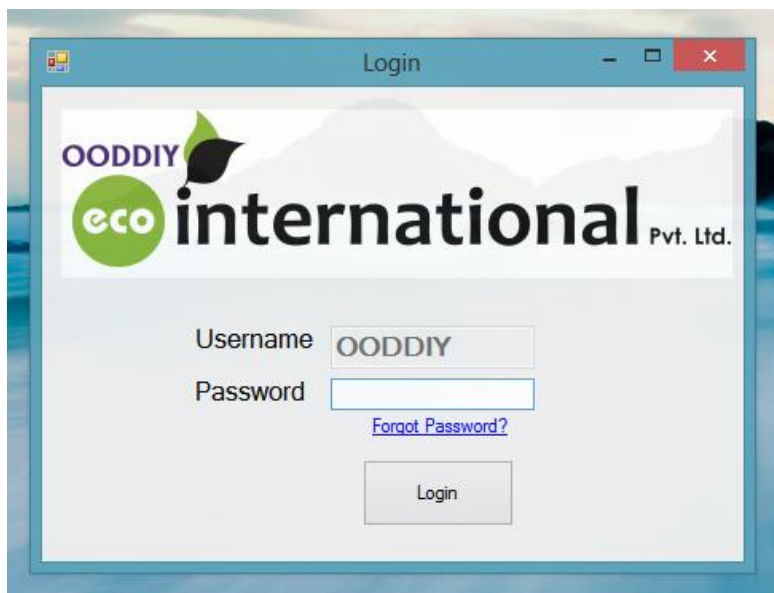 Login
OODDIY
eco international Pvt. Ltd.
Username OODDIY
Password
Forgot Password?
Login